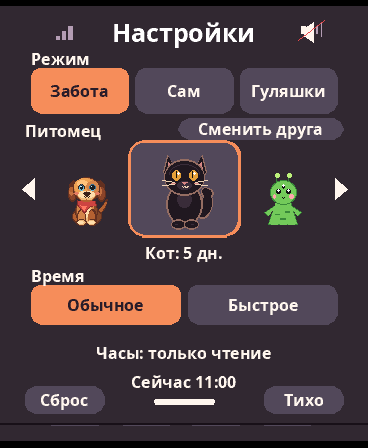 Настройки
Режим
Забота Сам Гуляшки
Питомец Сменить друга
Кот: 5 дн.
Время
Обычное Быстрое
Часы: только чтение
Сейчас 11:00
Сброс Тихо